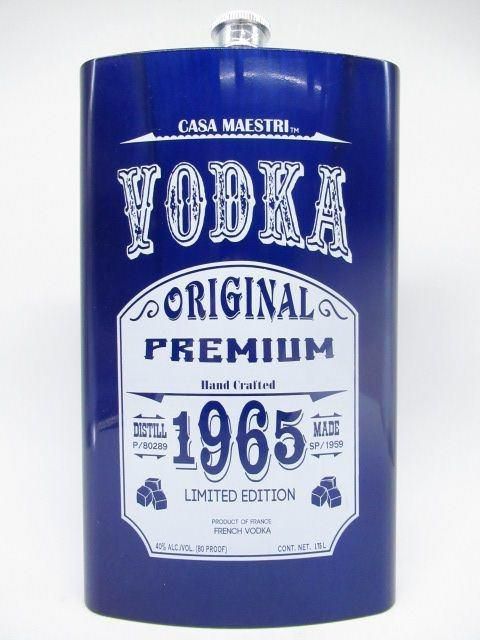 CASA MAESTRI™
VODKA
ORIGINAL
PREMIUM
Hand Crafted
DISTILL
P/80289
1965
MADE
SP/1959
LIMITED EDITION
PRODUCT OF FRANCE
FRENCH VODKA
40% ALC./VOL. (80 PROOF)
CONT. NET. 1.75 L